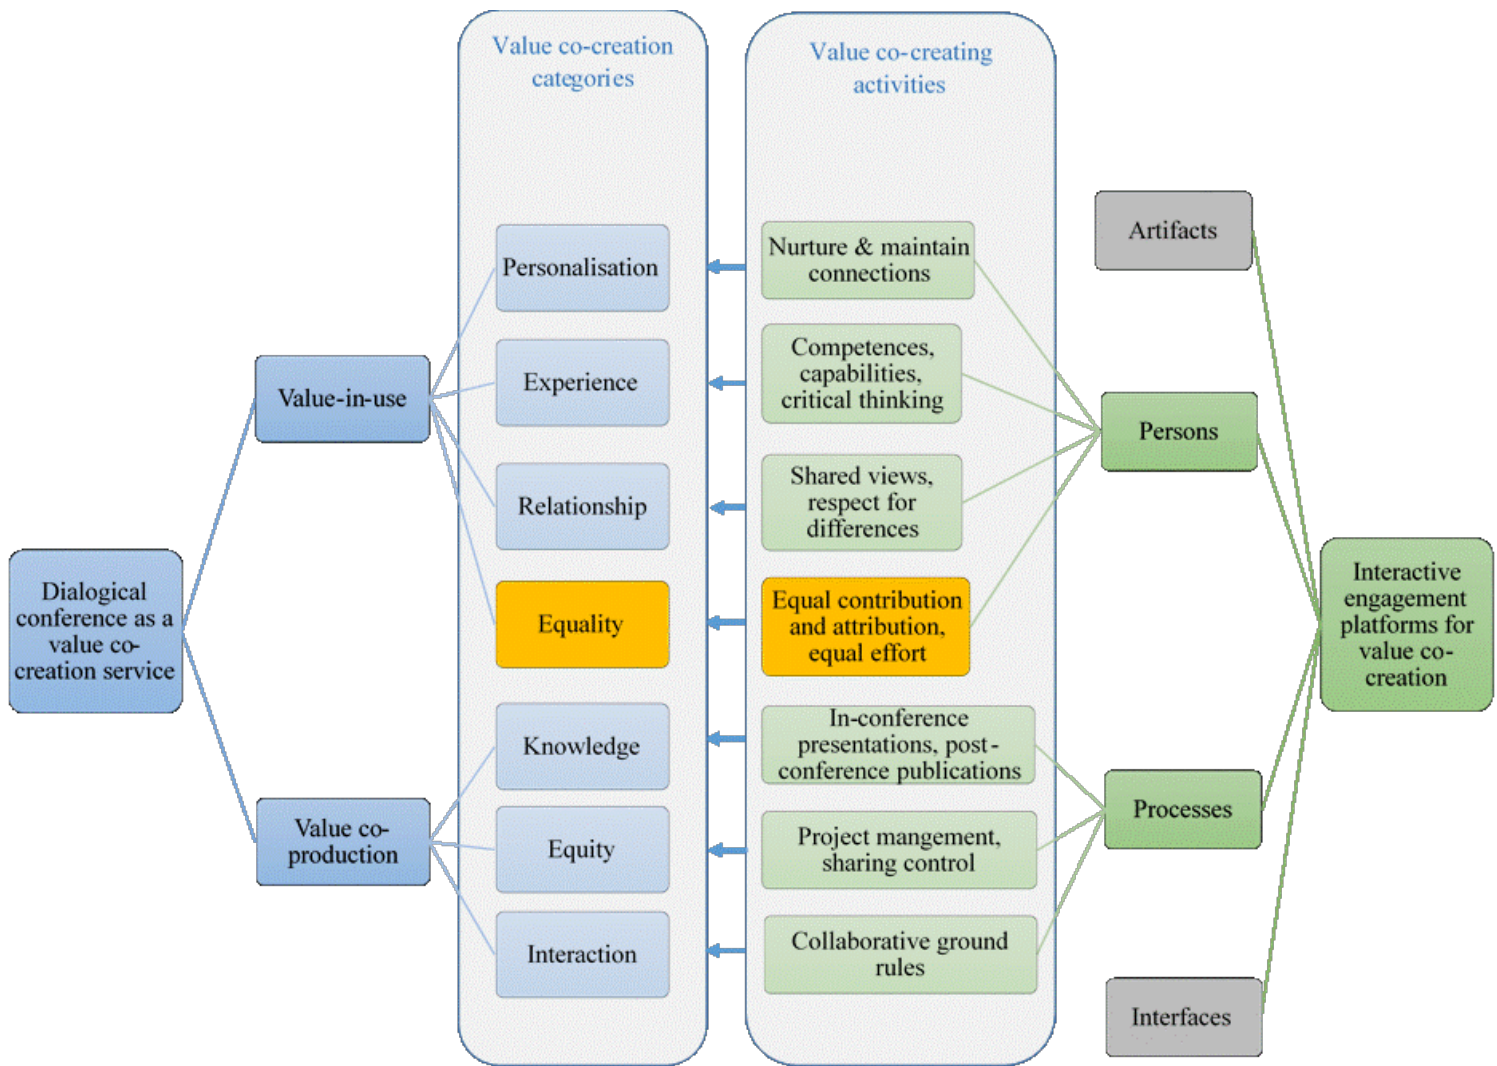 Value co-creation
categories
Value co-creating
activities
Personalisation
Experience
Relationship
Equality
Knowledge
Equity
Interaction
Nurture & maintain
connections
Competences,
capabilities,
critical thinking
Shared views,
respect for
differences
Equal contribution
and attribution,
equal effort
In-conference
presentations, post-
conference publications
Project mangement,
sharing control
Collaborative ground
rules
Value-in-use
Value co-
production
Dialogical
conference as a
value co-
creation service
Artifacts
Persons
Processes
Interfaces
Interactive
engagement
platforms for
value co-
creation